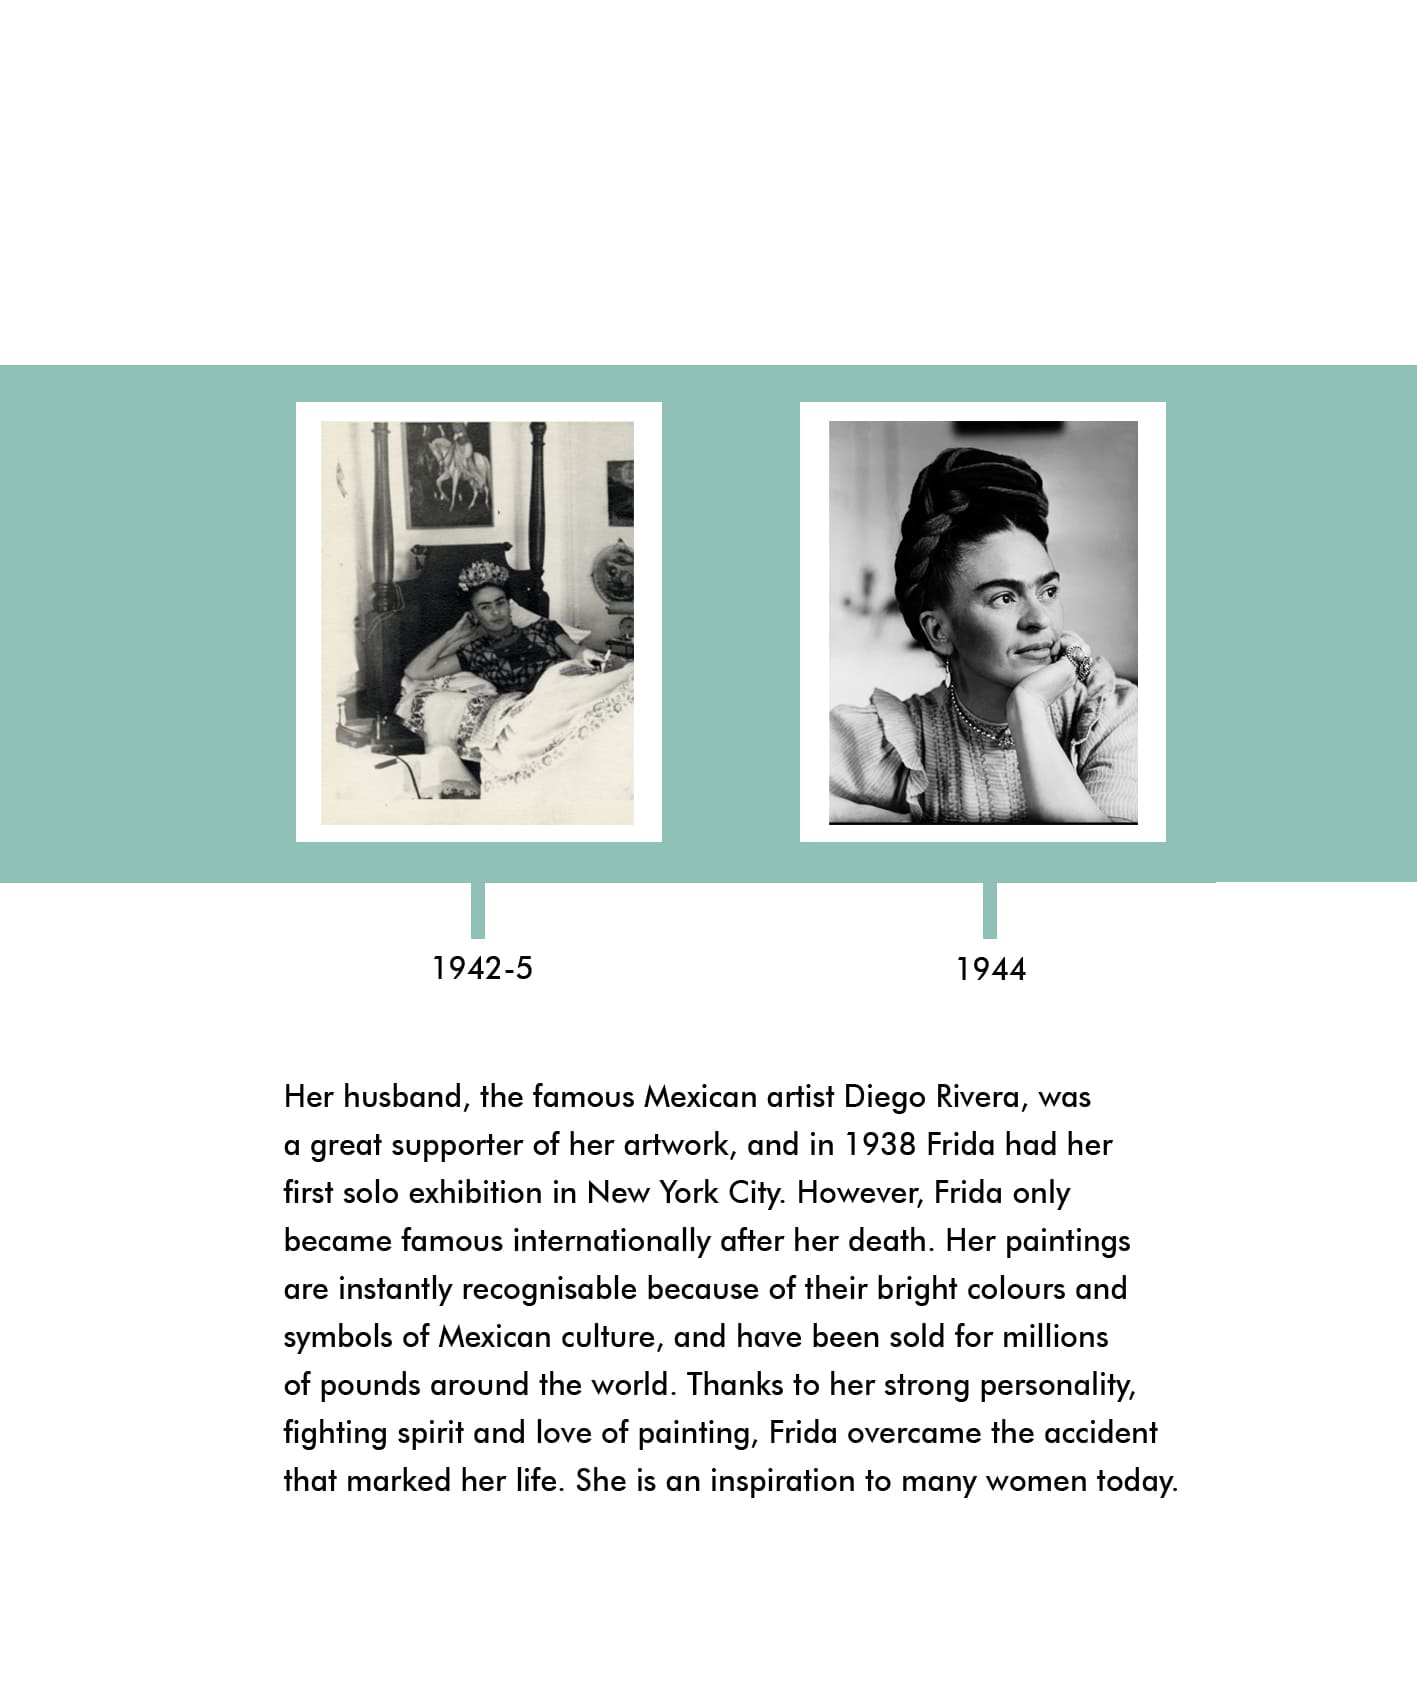 1942-5
1944
Her husband, the famous Mexican artist Diego Rivera, was
a great supporter of her artwork, and in 1938 Frida had her
first solo exhibition in New York City. However, Frida only
became famous internationally after her death. Her paintings
are instantly recognisable because of their bright colours and
symbols of Mexican culture, and have been sold for millions
of pounds around the world. Thanks to her strong personality,
fighting spirit and love of painting, Frida overcame the accident
that marked her life. She is an inspiration to many women today.